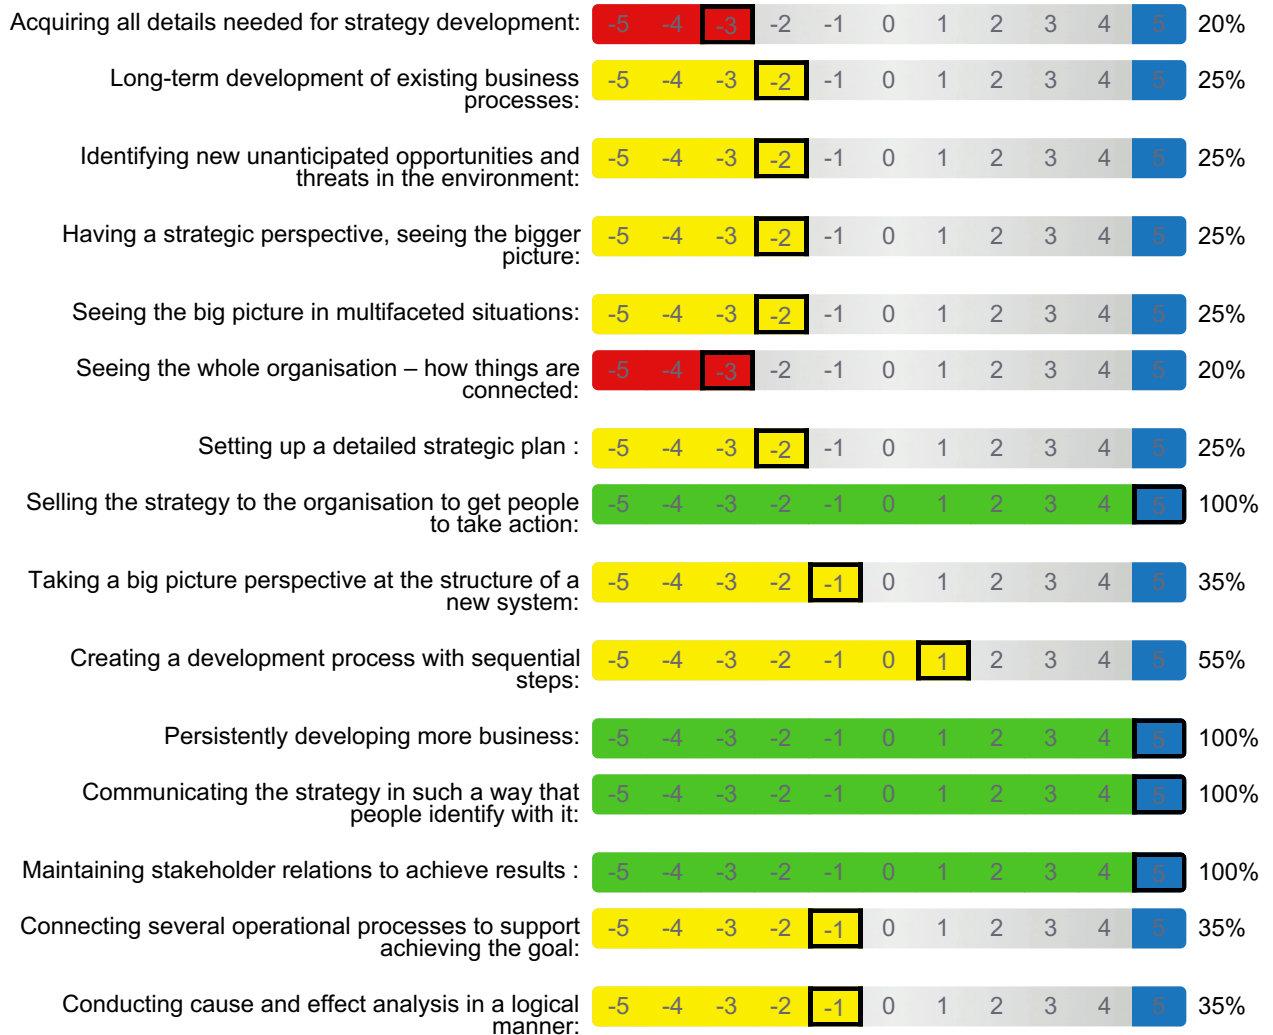 Acquiring all details needed for strategy development: -5 -4 -3 -2 -1 0 1 2 3 4 5 20%
Long-term development of existing business
processes: -5 -4 -3 -2 -1 0 1 2 3 4 5 25%
Identifying new unanticipated opportunities and
threats in the environment: -5 -4 -3 -2 -1 0 1 2 3 4 5 25%
Having a strategic perspective, seeing the bigger
picture: -5 -4 -3 -2 -1 0 1 2 3 4 5 25%
Seeing the big picture in multifaceted situations: -5 -4 -3 -2 -1 0 1 2 3 4 5 25%
Seeing the whole organisation – how things are
connected: -5 -4 -3 -2 -1 0 1 2 3 4 5 20%
Setting up a detailed strategic plan : -5 -4 -3 -2 -1 0 1 2 3 4 5 25%
Selling the strategy to the organisation to get people
to take action: -5 -4 -3 -2 -1 0 1 2 3 4 5 100%
Taking a big picture perspective at the structure of a
new system: -5 -4 -3 -2 -1 0 1 2 3 4 5 35%
Creating a development process with sequential
steps: -5 -4 -3 -2 -1 0 1 2 3 4 5 55%
Persistently developing more business: -5 -4 -3 -2 -1 0 1 2 3 4 5 100%
Communicating the strategy in such a way that
people identify with it: -5 -4 -3 -2 -1 0 1 2 3 4 5 100%
Maintaining stakeholder relations to achieve results : -5 -4 -3 -2 -1 0 1 2 3 4 5 100%
Connecting several operational processes to support
achieving the goal: -5 -4 -3 -2 -1 0 1 2 3 4 5 35%
Conducting cause and effect analysis in a logical
manner: -5 -4 -3 -2 -1 0 1 2 3 4 5 35%